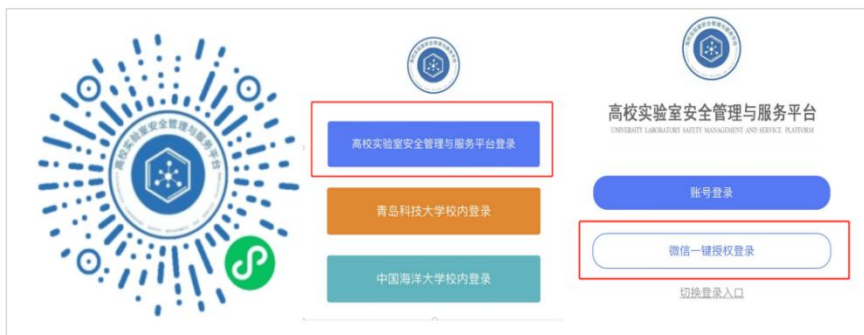 高校实验室安全管理与服务平台
高校实验室安全管理与服务平台登录
青岛科技大学校内登录
中国海洋大学校内登录
高校实验室安全管理与服务平台
UNIVERSITY LABORATORY SAFETY MANAGEMENT AND SERVICE PLATFORM
账号登录
微信一键授权登录
切换登录入口